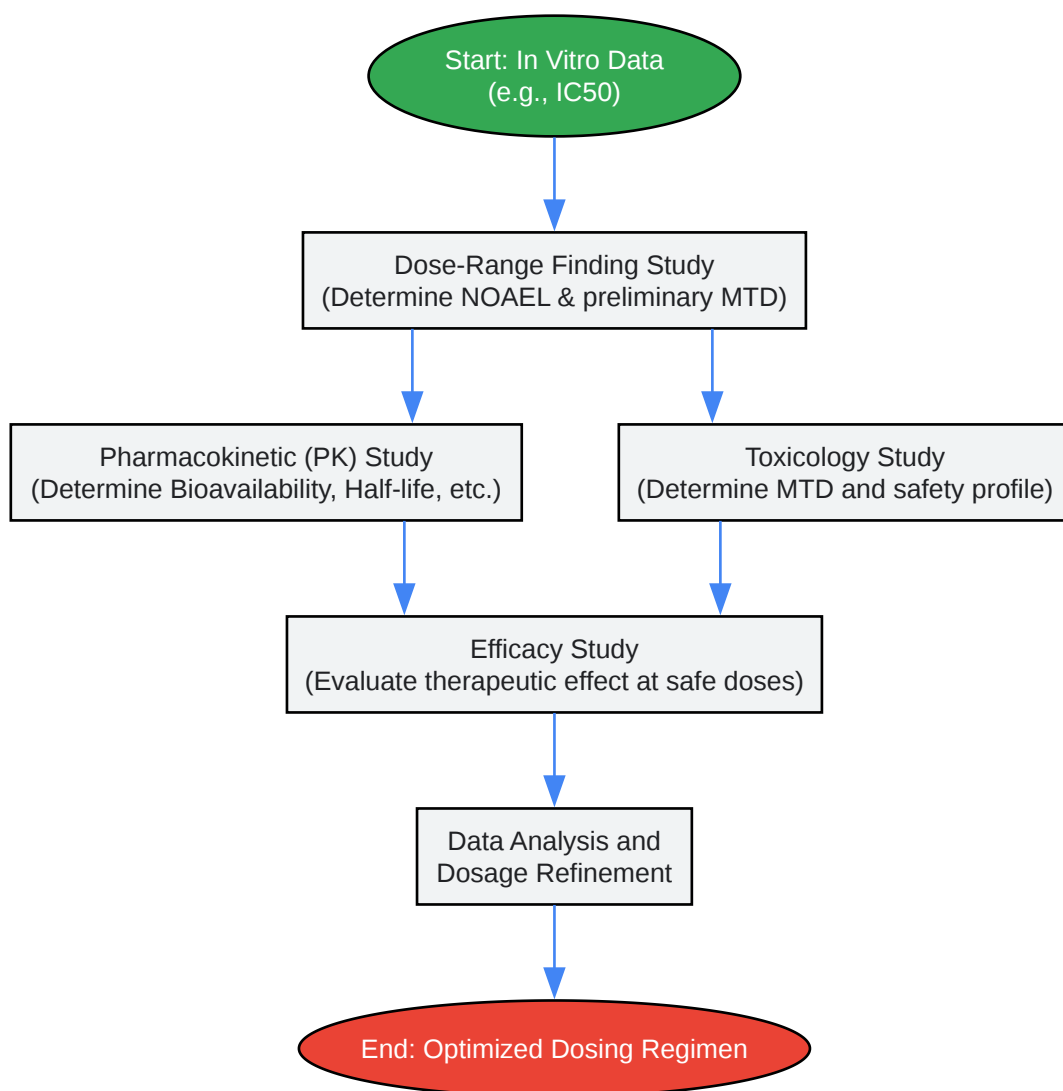 Start: In Vitro Data
(e.g., IC50)
Dose-Range Finding Study
(Determine NOAEL & preliminary MTD)
Pharmacokinetic (PK) Study
(Determine Bioavailability, Half-life, etc.)
Toxicology Study
(Determine MTD and safety profile)
Efficacy Study
(Evaluate therapeutic effect at safe doses)
Data Analysis and
Dosage Refinement
End: Optimized Dosing Regimen